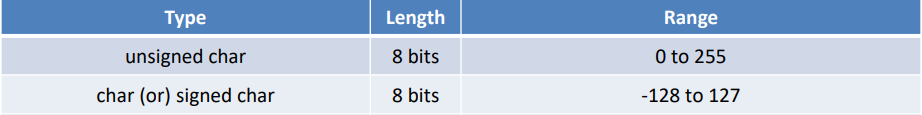 Type Length Range
unsigned char 8 bits 0 to 255
char (or) signed char 8 bits -128 to 127